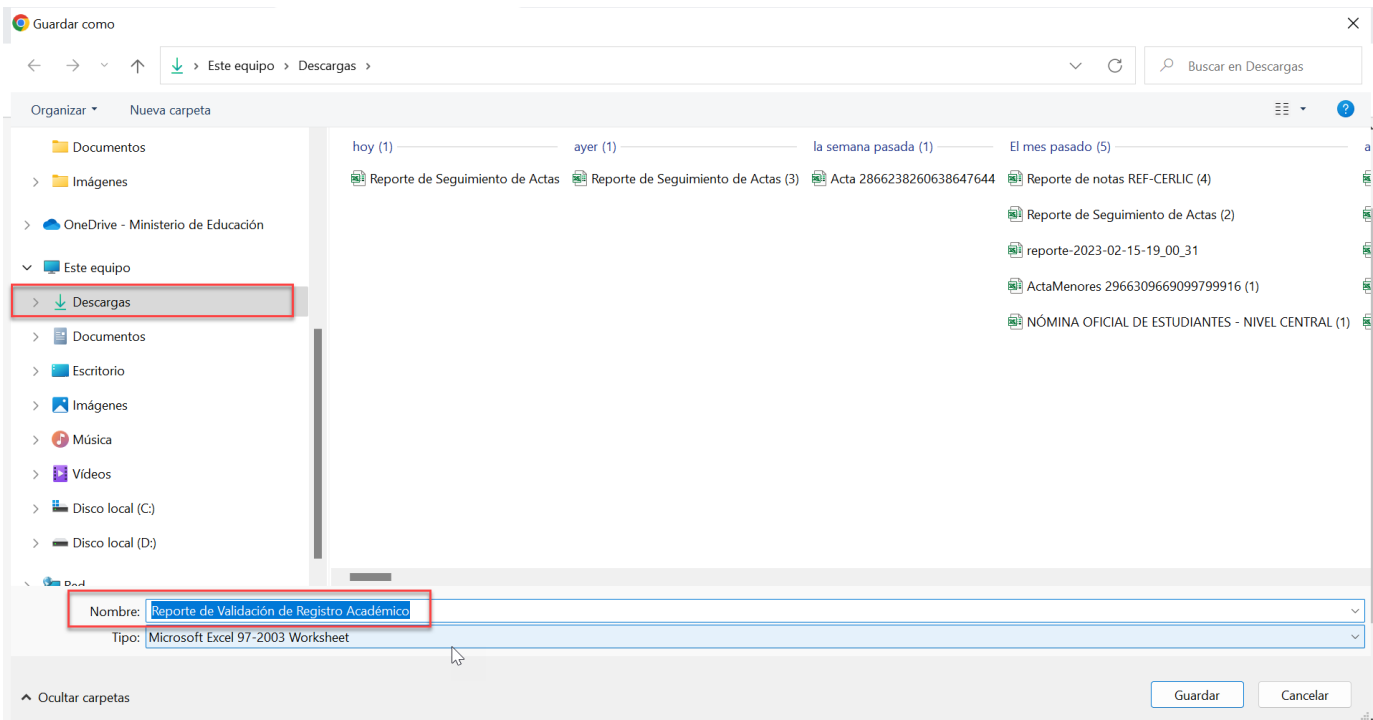 Guardar como
Este equipo > Descargas >
Buscar en Descargas
Organizar
Nueva carpeta
Documentos
Imágenes
OneDrive - Ministerio de Educación
Este equipo
Descargas
Documentos
Escritorio
Imágenes
Música
Vídeos
Disco local (C:)
Disco local (D:)
Red
hoy (1)
Reporte de Seguimiento de Actas
ayer (1)
Reporte de Seguimiento de Actas (3)
la semana pasada (1)
Acta 2866238260638647644
El mes pasado (5)
Reporte de notas REF-CERLIC (4)
Reporte de Seguimiento de Actas (2)
reporte-2023-02-15-19_00_31
ActaMenores 2966309669099799916 (1)
NÓMINA OFICIAL DE ESTUDIANTES - NIVEL CENTRAL (1)
a
Nombre: Reporte de Validación de Registro Académico
Tipo: Microsoft Excel 97-2003 Worksheet
Ocultar carpetas
Guardar
Cancelar